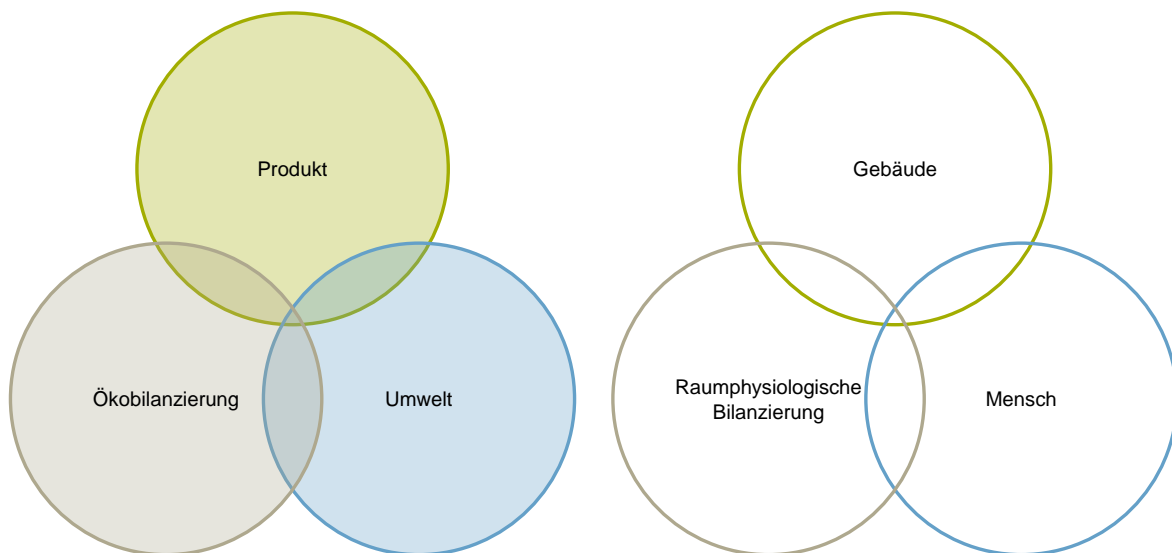 Produkt
Ökobilanzierung
Umwelt
Gebäude
Raumphysiologische
Bilanzierung
Mensch